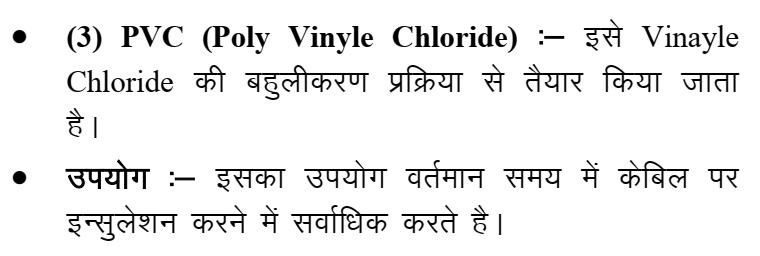 • (3) PVC (Poly Vinyle Chloride) :– इसे Vinayle
Chloride की बहुलीकरण प्रक्रिया से तैयार किया जाता
है।
• उपयोग :– इसका उपयोग वर्तमान समय में केबिल पर
इन्सुलेशन करने में सर्वाधिक करते है।